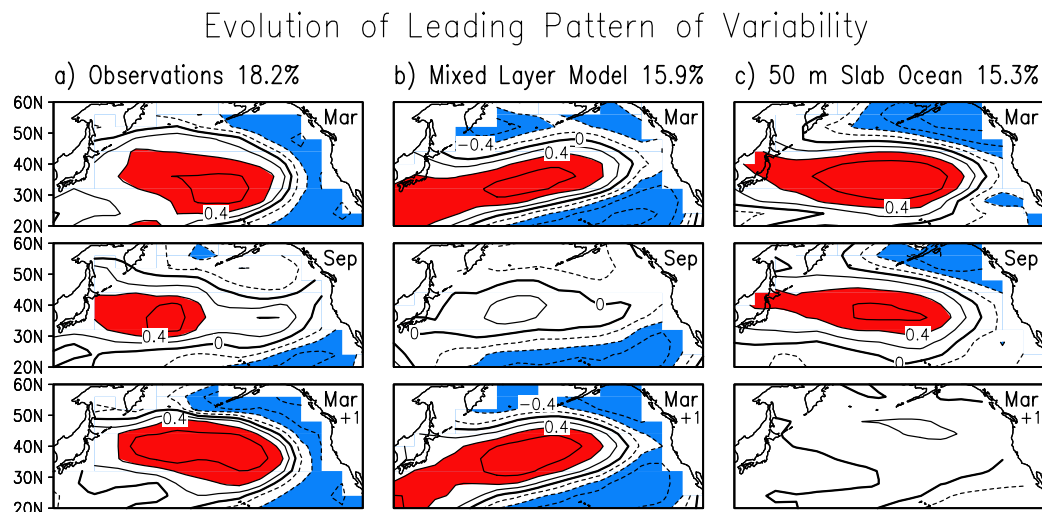 Evolution of Leading Pattern of Variability
a) Observations 18.2%
b) Mixed Layer Model 15.9%
c) 50 m Slab Ocean 15.3%
60N
50N
40N
30N
20N
Mar
0.4
Mar
-0.4
0
0.4
Mar
0.4
60N
50N
40N
30N
20N
Sep
0.4
0
Sep
0
0
Sep
0.4
0
60N
50N
40N
30N
20N
Mar
+1
0.4
Mar
+1
-0.4
0.4
Mar
+1